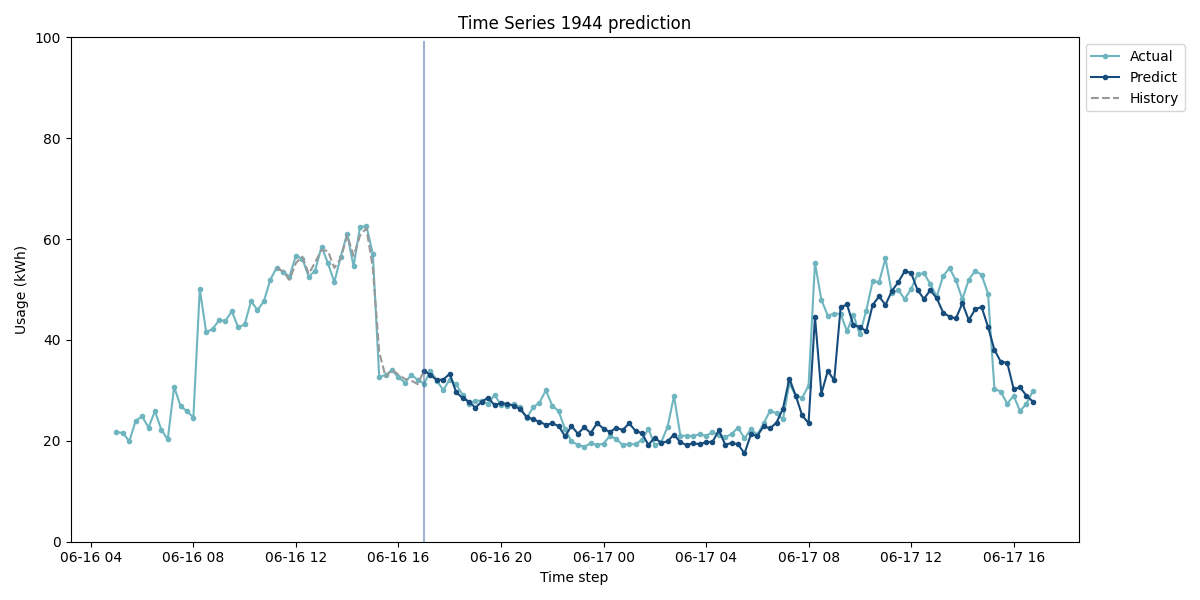 Time Series 1944 prediction
100
80
60
40
20
0
Usage (kWh)
06-16 04
06-16 08
06-16 12
06-16 16
06-16 20
06-17 00
06-17 04
06-17 08
06-17 12
06-17 16
Time step
Actual
Predict
History